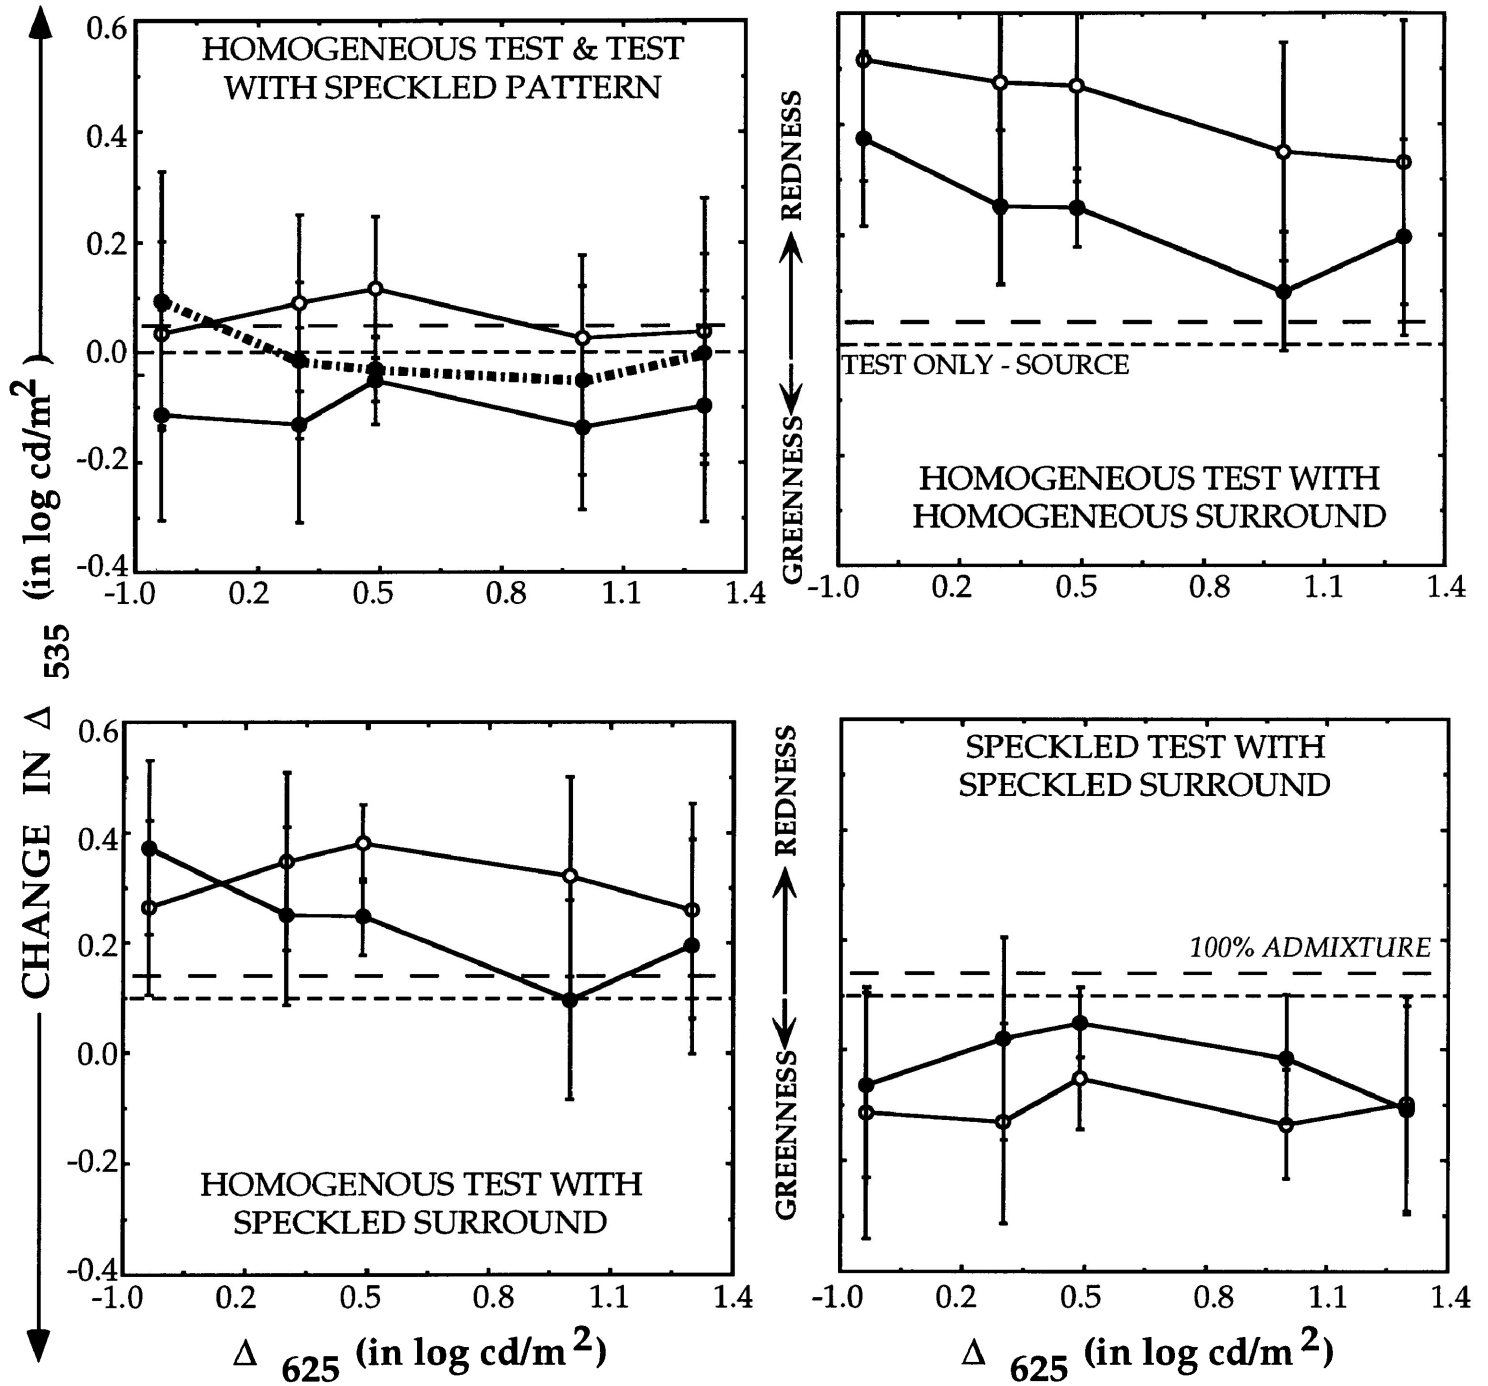 0.6
0.4
0.2
0.0
-0.2
-0.4
HOMOGENEOUS TEST & TEST
WITH SPECKLED PATTERN
-1.0 0.2 0.5 0.8 1.1 1.4
GREENNESS REDNESS
TEST ONLY - SOURCE
HOMOGENEOUS TEST WITH
HOMOGENEOUS SURROUND
-1.0 0.2 0.5 0.8 1.1 1.4
CHANGE IN Δ 535 (in log cd/m2)
0.6
0.4
0.2
0.0
-0.2
-0.4
HOMOGENOUS TEST WITH
SPECKLED SURROUND
-1.0 0.2 0.5 0.8 1.1 1.4
Δ 625 (in log cd/m2)
GREENNESS REDNESS
SPECKLED TEST WITH
SPECKLED SURROUND
100% ADMIXTURE
-1.0 0.2 0.5 0.8 1.1 1.4
Δ 625 (in log cd/m2)